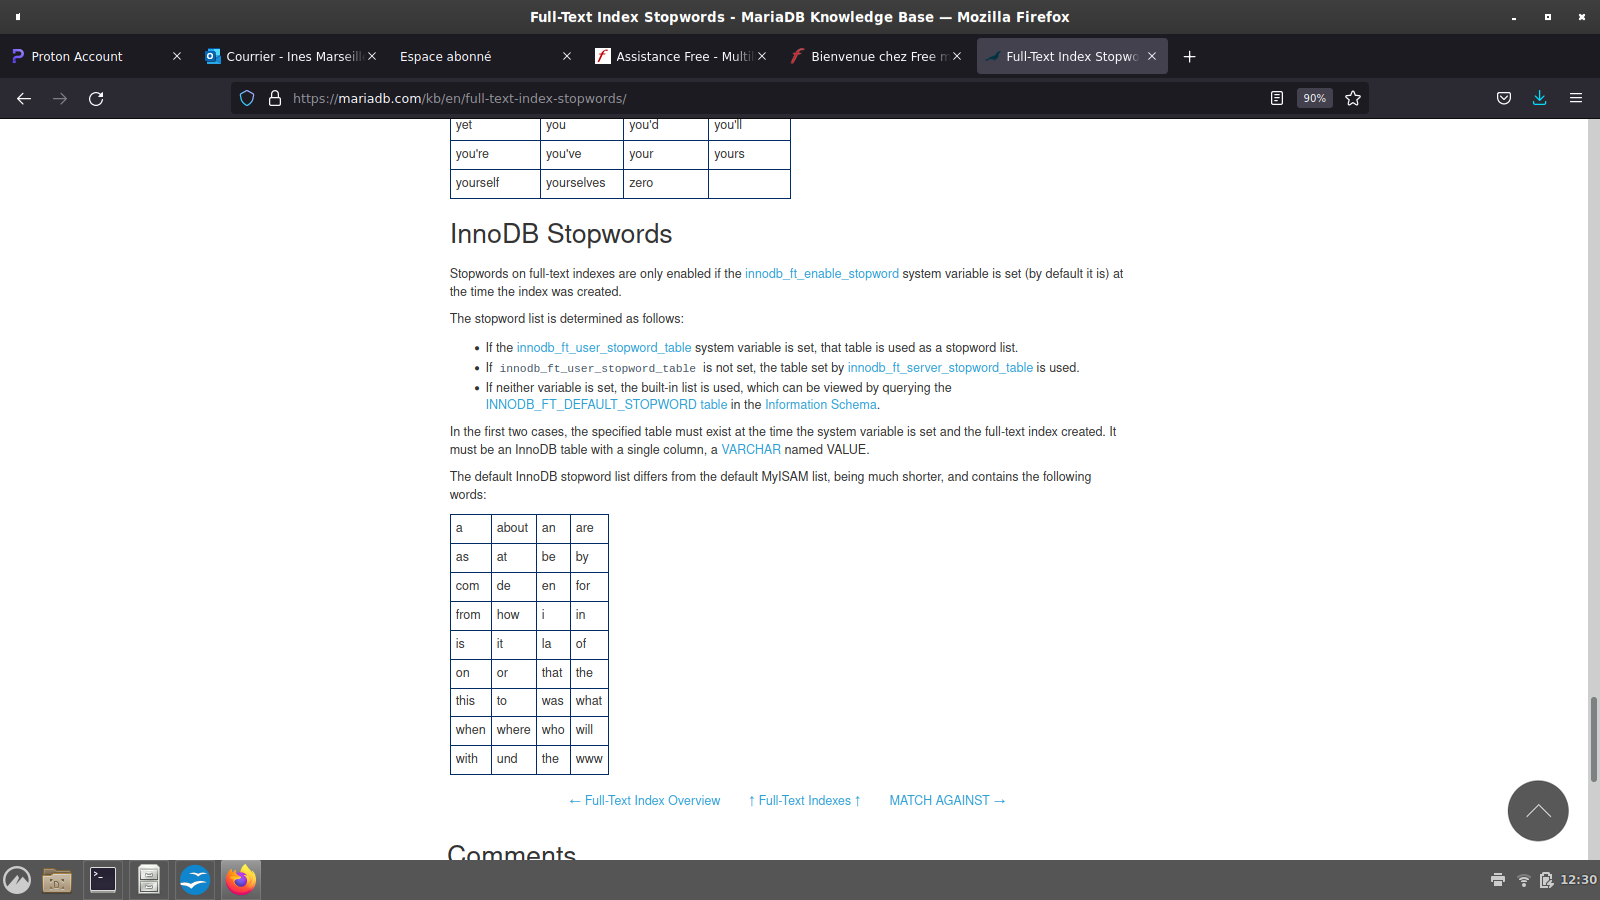 Full-Text Index Stopwords - MariaDB Knowledge Base — Mozilla Firefox
Proton Account
Courrier - Ines Marseill
Espace abonné
Assistance Free - Multi
Bienvenue chez Free m
Full-Text Index Stopwo
https://mariadb.com/kb/en/full-text-index-stopwords/
90%
yet you you'd you'll
you're you've your yours
yourself yourselves zero
InnoDB Stopwords
Stopwords on full-text indexes are only enabled if the innodb_ft_enable_stopword system variable is set (by default it is) at
the time the index was created.
The stopword list is determined as follows:
• If the innodb_ft_user_stopword_table system variable is set, that table is used as a stopword list.
• If innodb_ft_user_stopword_table is not set, the table set by innodb_ft_server_stopword_table is used.
• If neither variable is set, the built-in list is used, which can be viewed by querying the
INNODB_FT_DEFAULT_STOPWORD table in the Information Schema.
In the first two cases, the specified table must exist at the time the system variable is set and the full-text index created. It
must be an InnoDB table with a single column, a VARCHAR named VALUE.
The default InnoDB stopword list differs from the default MyISAM list, being much shorter, and contains the following
words:
a about an are
as at be by
com de en for
from how i in
is it la of
on or that the
this to was what
when where who will
with und the www
← Full-Text Index Overview ↑ Full-Text Indexes ↑ MATCH AGAINST →
Comments
12:30